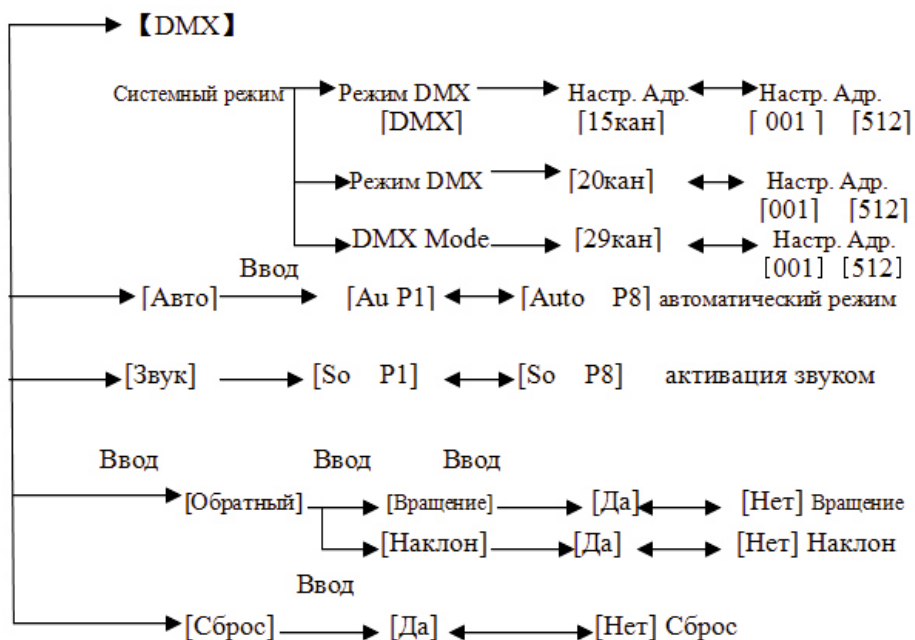 【DMX】
Системный режим Режим DMX Настр. Адр. Настр. Адр.
[DMX] [15кан] [ 001 ] [512]
Режим DMX [20кан] Настр. Адр.
[001] [512]
DMX Mode [29кан] Настр. Адр.
[001] [512]
Ввод
[Авто] [Au P1] [Auto P8] автоматический режим
[Звук] [So P1] [So P8] активация звуком
Ввод Ввод Ввод
[Обратный] [Вращение] [Да] [Нет] Вращение
[Наклон] [Да] [Нет] Наклон
Ввод
[Сброс] [Да] [Нет] Сброс